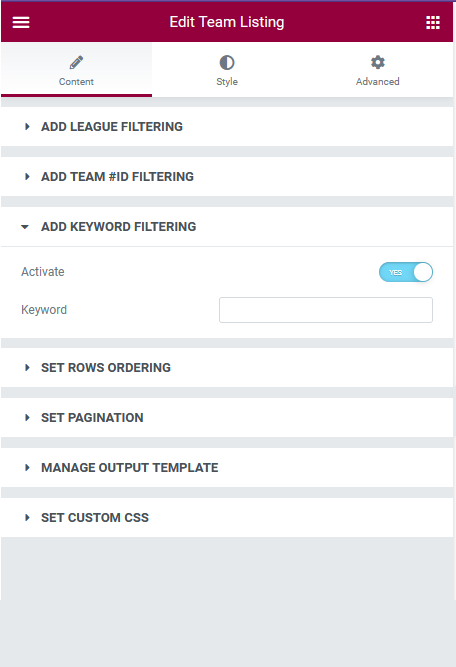 Edit Team Listing
Content
Style
Advanced
ADD LEAGUE FILTERING
ADD TEAM #ID FILTERING
ADD KEYWORD FILTERING
Activate
YES
Keyword
SET ROWS ORDERING
SET PAGINATION
MANAGE OUTPUT TEMPLATE
SET CUSTOM CSS